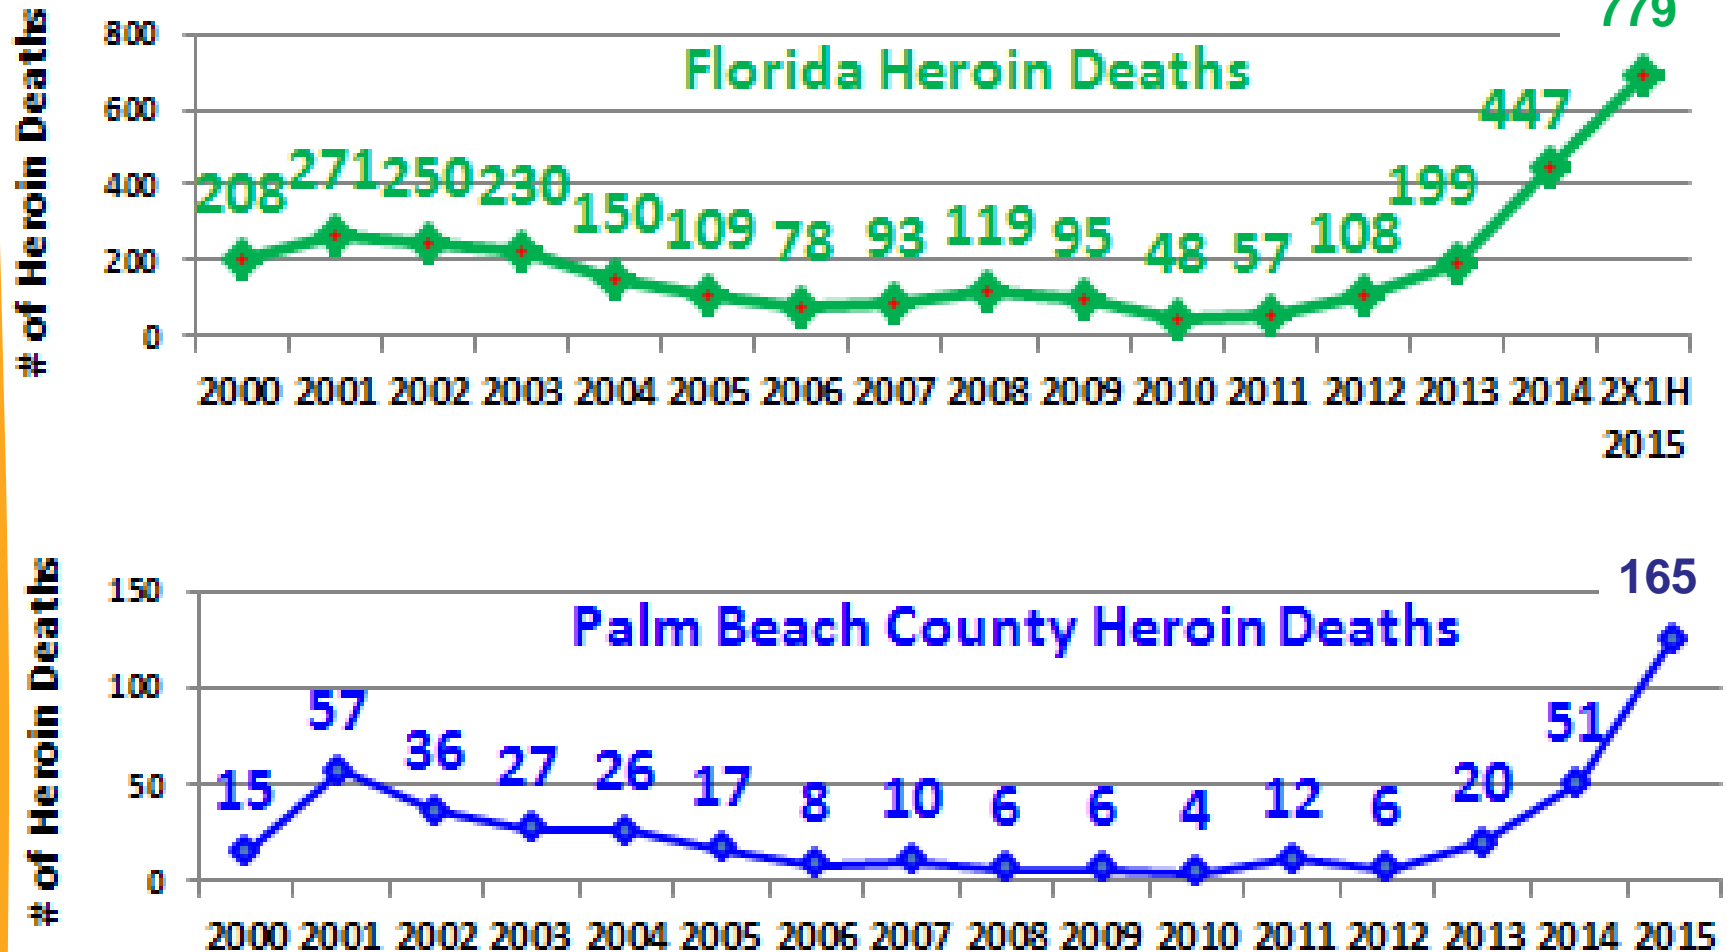 # of Heroin Deaths
Florida Heroin Deaths
800
600
400
200
0
208 271 250 230 150 109 78 93 119 95 48 57 108 199 447 779
2000 2001 2002 2003 2004 2005 2006 2007 2008 2009 2010 2011 2012 2013 2014 2X1H
2015
# of Heroin Deaths
Palm Beach County Heroin Deaths
150
100
50
0
15 57 36 27 26 17 8 10 6 6 4 12 6 20 51 165
2000 2001 2002 2003 2004 2005 2006 2007 2008 2009 2010 2011 2012 2013 2014 2015